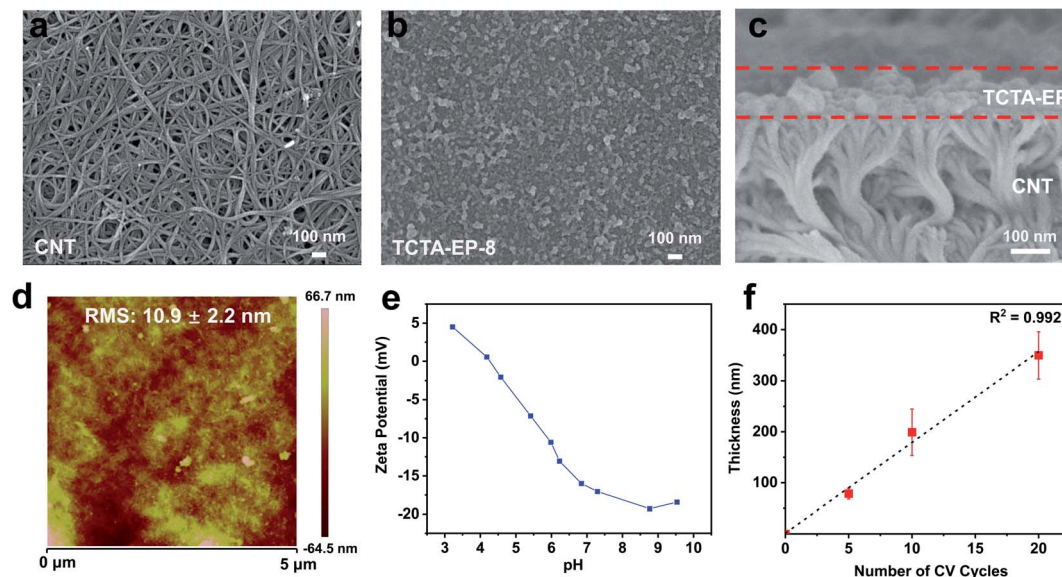 a
CNT
100 nm
b
TCTA-EP-8
100 nm
c
TCTA-EP
CNT
100 nm
d
RMS: 10.9 ± 2.2 nm
66.7 nm
-64.5 nm
0 µm
5 µm
e
Zeta Potential (mV)
5
0
-5
-10
-15
-20
3 4 5 6 7 8 9 10
pH
f
R² = 0.992
Thickness (nm)
400
300
200
100
0 5 10 15 20
Number of CV Cycles